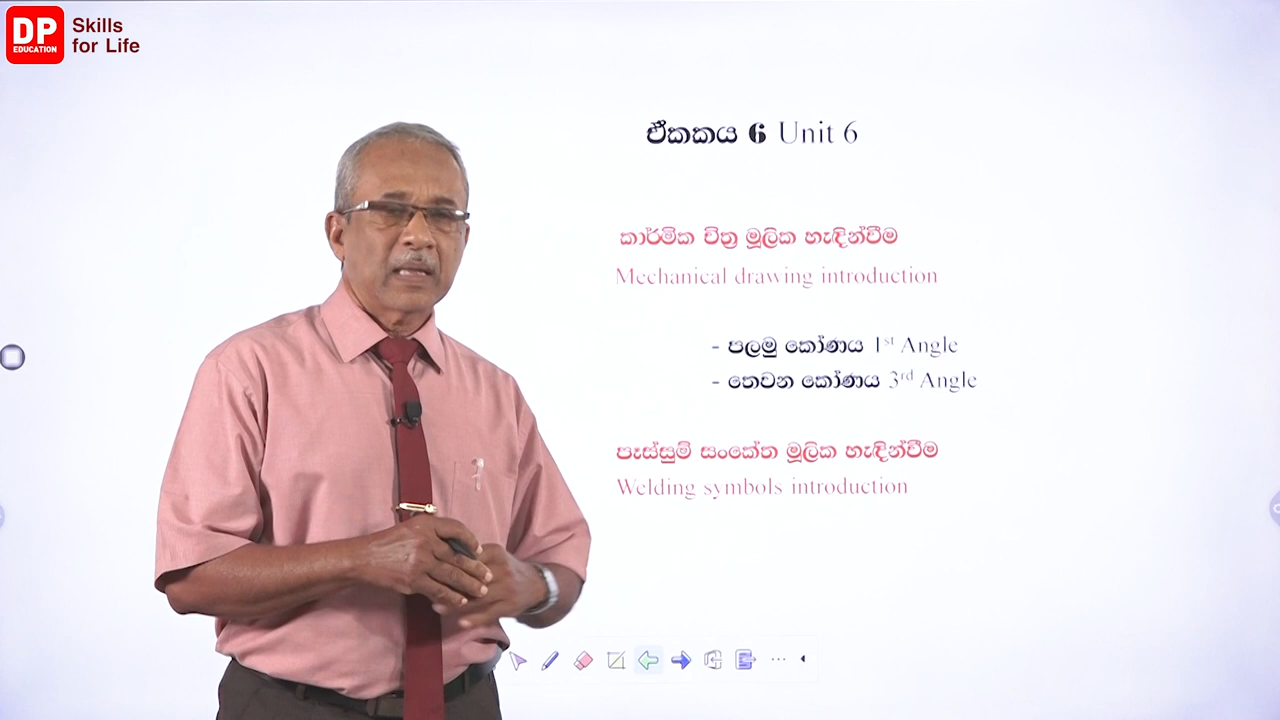 DP
EDUCATION
Skills
for Life
ඒකකය 6 Unit 6
කාර්මික චිත්‍ර මූලික හැඳින්වීම
Mechanical drawing introduction
- පලමු කෝණය 1st Angle
- තෙවන කෝණය 3rd Angle
පෑස්සුම් සංකේත මූලික හැඳින්වීම
Welding symbols introduction